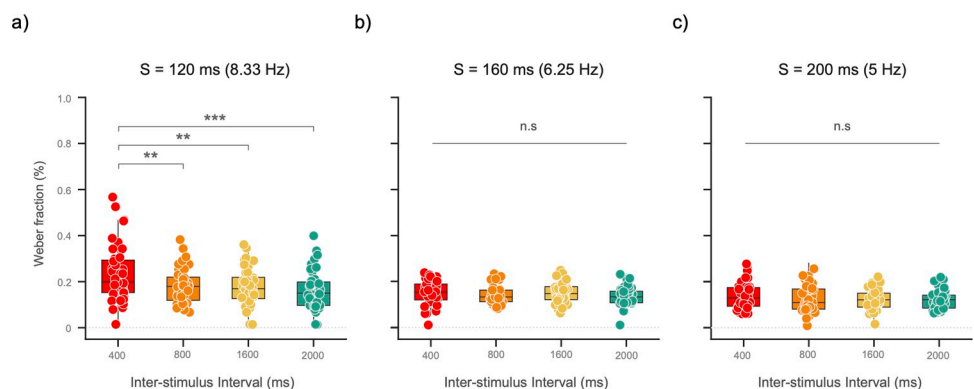 a)
b)
c)
S = 120 ms (8.33 Hz)
S = 160 ms (6.25 Hz)
S = 200 ms (5 Hz)
Weber fraction (%)
1.0
0.8
0.6
0.4
0.2
0
***
**
**
n.s
n.s
400
800
1600
2000
400
800
1600
2000
400
800
1600
2000
Inter-stimulus Interval (ms)
Inter-stimulus Interval (ms)
Inter-stimulus Interval (ms)